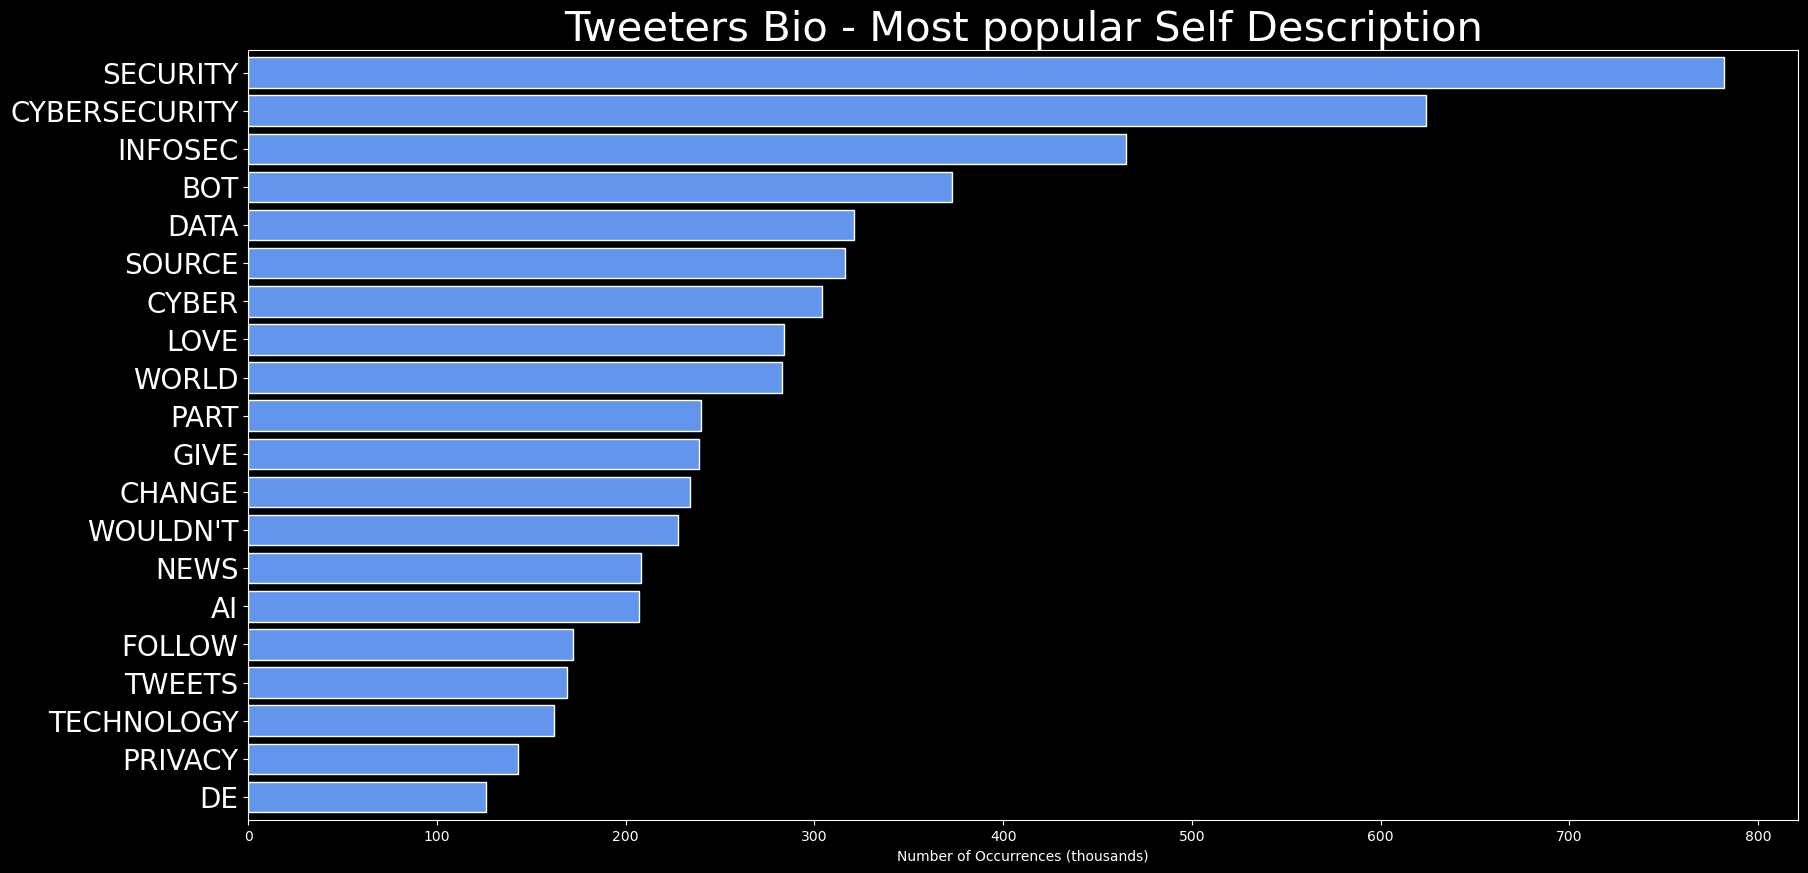 Tweeters Bio - Most popular Self Description
SECURITY
CYBERSECURITY
INFOSEC
BOT
DATA
SOURCE
CYBER
LOVE
WORLD
PART
GIVE
CHANGE
WOULDN'T
NEWS
AI
FOLLOW
TWEETS
TECHNOLOGY
PRIVACY
DE
0 100 200 300 400 500 600 700 800
Number of Occurrences (thousands)